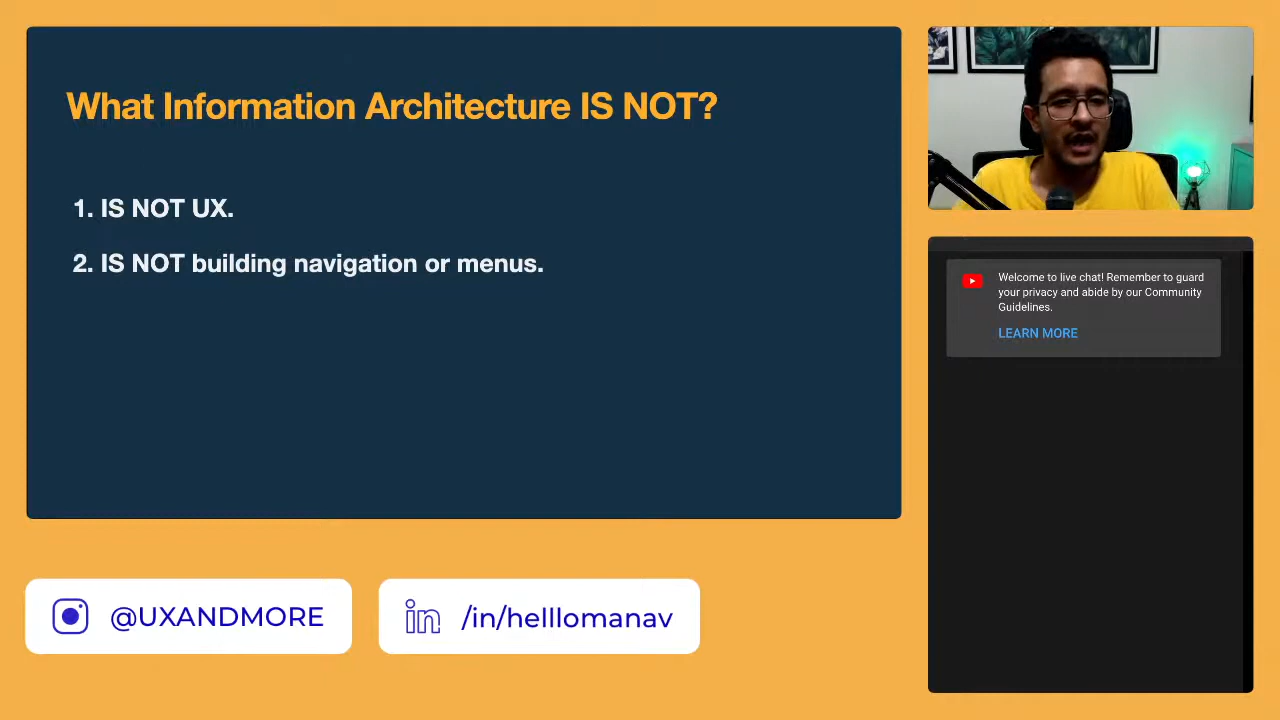 What Information Architecture IS NOT?
1. IS NOT UX.
2. IS NOT building navigation or menus.
Welcome to live chat! Remember to guard
your privacy and abide by our Community
Guidelines.
LEARN MORE
@UXANDMORE
in /in/helllomanav